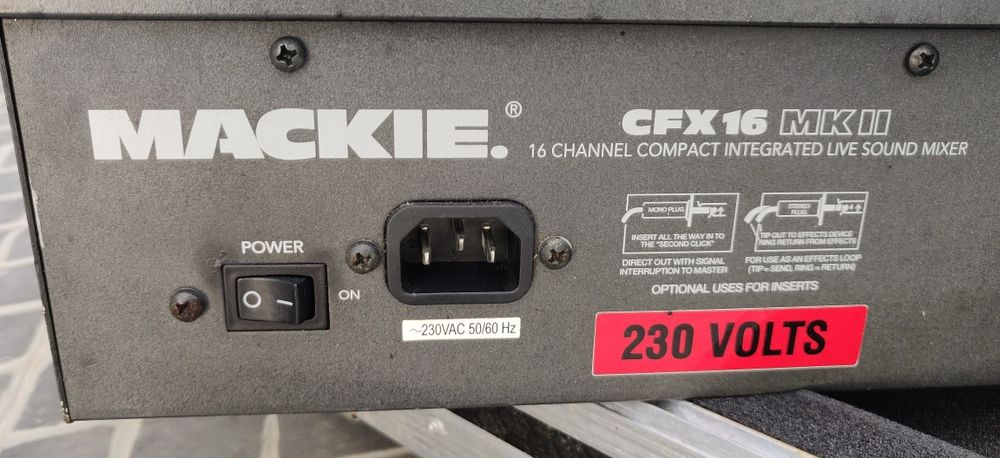 MACKIE.®
CFX16 MKII
16 CHANNEL COMPACT INTEGRATED LIVE SOUND MIXER
MONO PLUG
INSERT ALL THE WAY IN TO
THE "SECOND CLICK"
DIRECT OUT WITH SIGNAL
INTERRUPTION TO MASTER
STEREO
PLUG
TIP OUT TO EFFECTS DEVICE
RING RETURN FROM EFFECTS
FOR USE AS AN EFFECTS LOOP
(TIP = SEND, RING = RETURN)
OPTIONAL USES FOR INSERTS
POWER
O –
ON
~230VAC 50/60 Hz
230 VOLTS